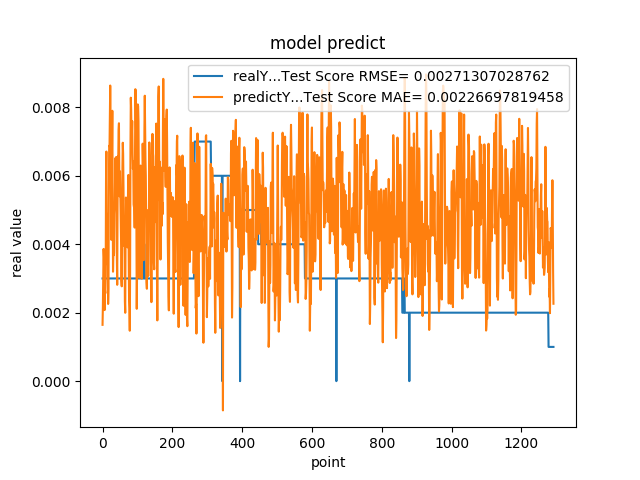 model predict
realY...Test Score RMSE= 0.00271307028762
predictY...Test Score MAE= 0.00226697819458
real value
0.008
0.006
0.004
0.002
0.000
0 200 400 600 800 1000 1200
point